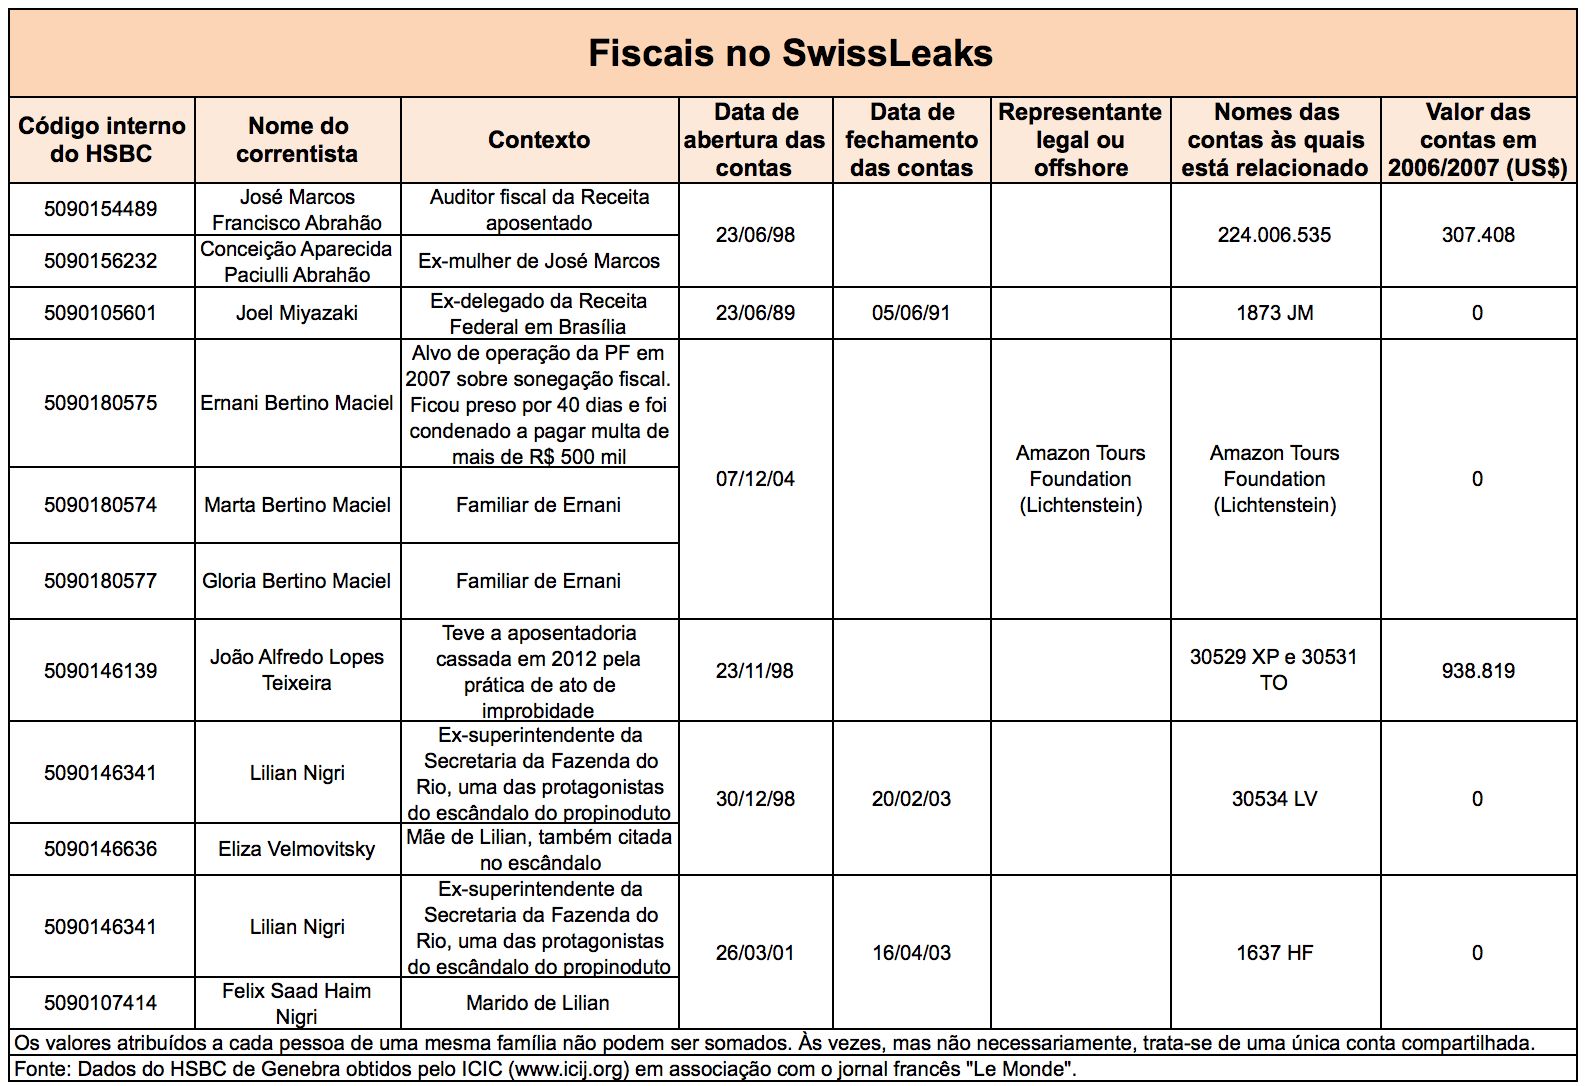 Fiscais no SwissLeaks
Código interno
do HSBC
Nome do
correntista
Contexto
Data de
abertura das
contas
Data de
fechamento
das contas
Representante
legal ou
offshore
Nomes das
contas às quais
está relacionado
Valor das
contas em
2006/2007 (US$)
5090154489
José Marcos
Francisco Abrahão
Auditor fiscal da Receita
aposentado
23/06/98
224.006.535
307.408
5090156232
Conceição Aparecida
Paciulli Abrahão
Ex-mulher de José Marcos
5090105601
Joel Miyazaki
Ex-delegado da Receita
Federal em Brasília
23/06/89
05/06/91
1873 JM
0
5090180575
Ernani Bertino Maciel
Alvo de operação da PF em
2007 sobre sonegação fiscal.
Ficou preso por 40 dias e foi
condenado a pagar multa de
mais de R$ 500 mil
07/12/04
Amazon Tours
Foundation
(Lichtenstein)
Amazon Tours
Foundation
(Lichtenstein)
0
5090180574
Marta Bertino Maciel
Familiar de Ernani
5090180577
Gloria Bertino Maciel
Familiar de Ernani
5090146139
João Alfredo Lopes
Teixeira
Teve a aposentadoria
cassada em 2012 pela
prática de ato de
improbidade
23/11/98
30529 XP e 30531
TO
938.819
5090146341
Lilian Nigri
Ex-superintendente da
Secretaria da Fazenda do
Rio, uma das protagonistas
do escândalo do propinoduto
30/12/98
20/02/03
30534 LV
0
5090146636
Eliza Velmovitsky
Mãe de Lilian, também citada
no escândalo
5090146341
Lilian Nigri
Ex-superintendente da
Secretaria da Fazenda do
Rio, uma das protagonistas
do escândalo do propinoduto
26/03/01
16/04/03
1637 HF
0
5090107414
Felix Saad Haim
Nigri
Marido de Lilian
Os valores atribuídos a cada pessoa de uma mesma família não podem ser somados. Às vezes, mas não necessariamente, trata-se de uma única conta compartilhada.
Fonte: Dados do HSBC de Genebra obtidos pelo ICIC (www.icij.org) em associação com o jornal francês "Le Monde".